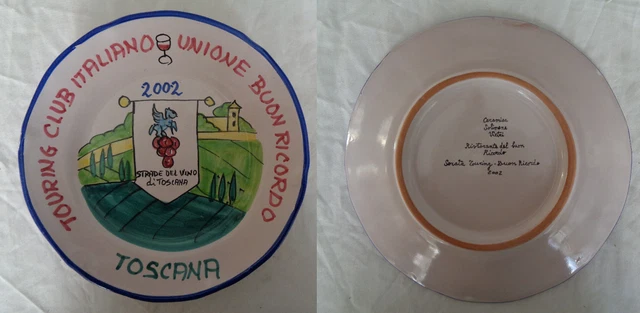 TOURING CLUB ITALIANO UNIONE BUON RICORDO
2002
STRADE DEL VINO
di TOSCANA
TOSCANA
Ceramica
Solimene
Vietri
Ristorante del buon
Ricordo
Serata Touring - Buon Ricordo
2002